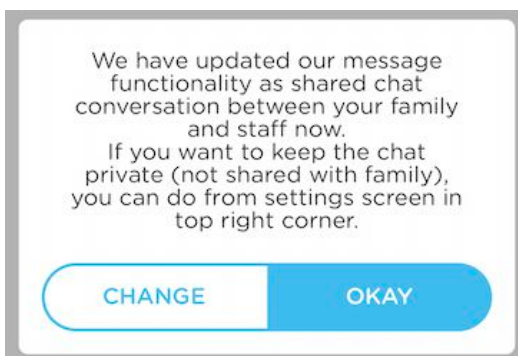 We have updated our message
functionality as shared chat
conversation between your family
and staff now.
If you want to keep the chat
private (not shared with family),
you can do from settings screen in
top right corner.
CHANGE
OKAY